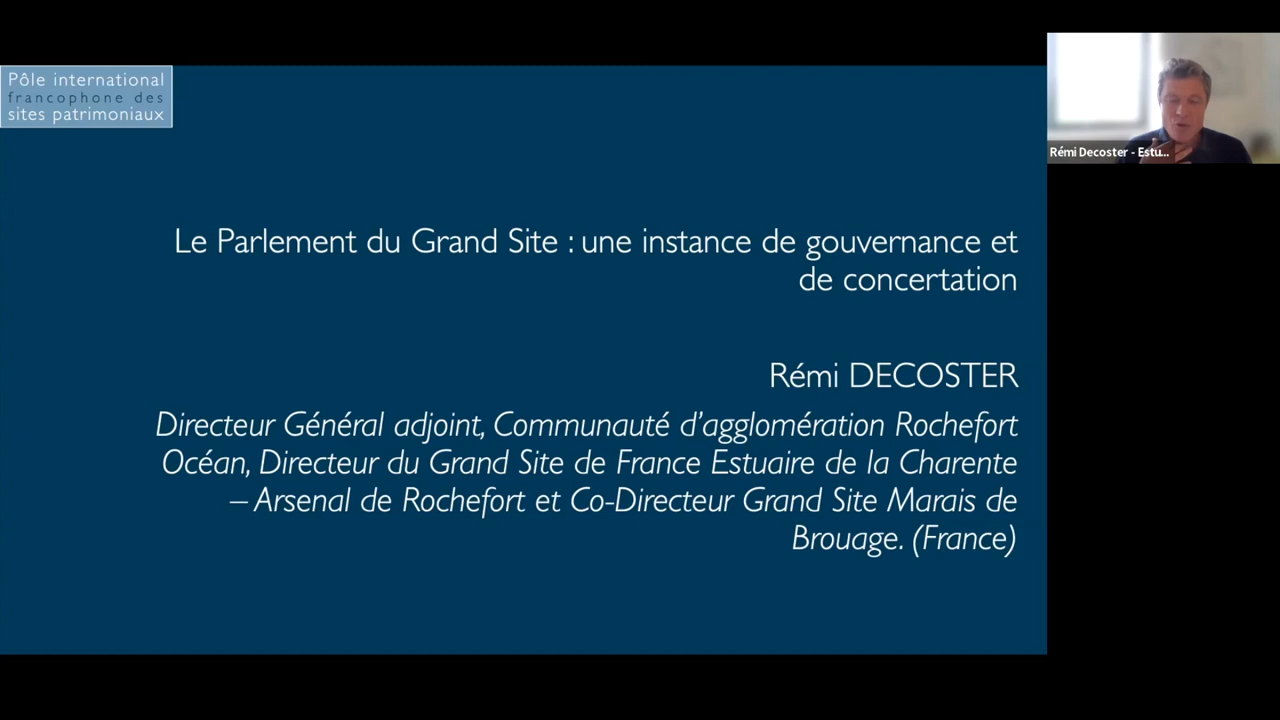 Pôle international
francophone des
sites patrimoniaux
Le Parlement du Grand Site : une instance de gouvernance et
de concertation
Rémi DECOSTER
Directeur Général adjoint, Communauté d’agglomération Rochefort
Océan, Directeur du Grand Site de France Estuaire de la Charente
– Arsenal de Rochefort et Co-Directeur Grand Site Marais de
Brouage. (France)
Rémi Decoster - Estu...